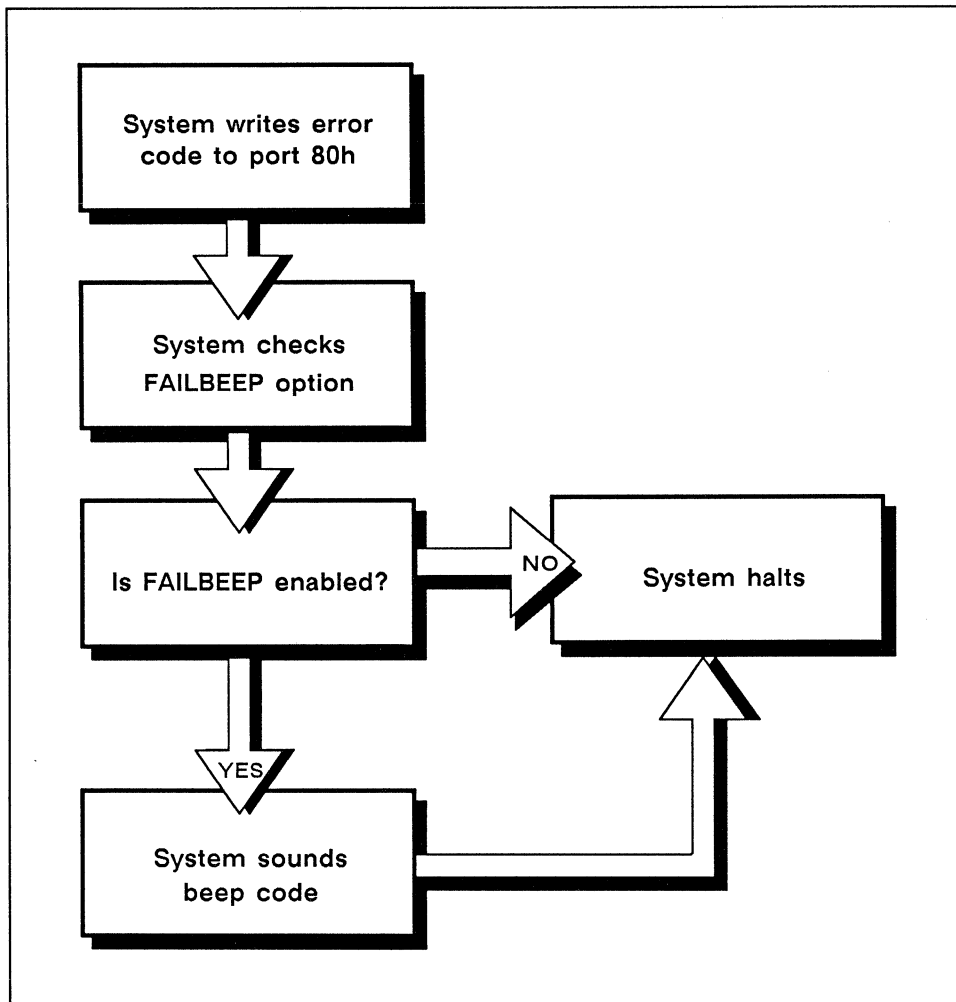 System writes error
code to port 80h
System checks
FAILBEEP option
Is FAILBEEP enabled?
NO
System halts
YES
System sounds
beep code